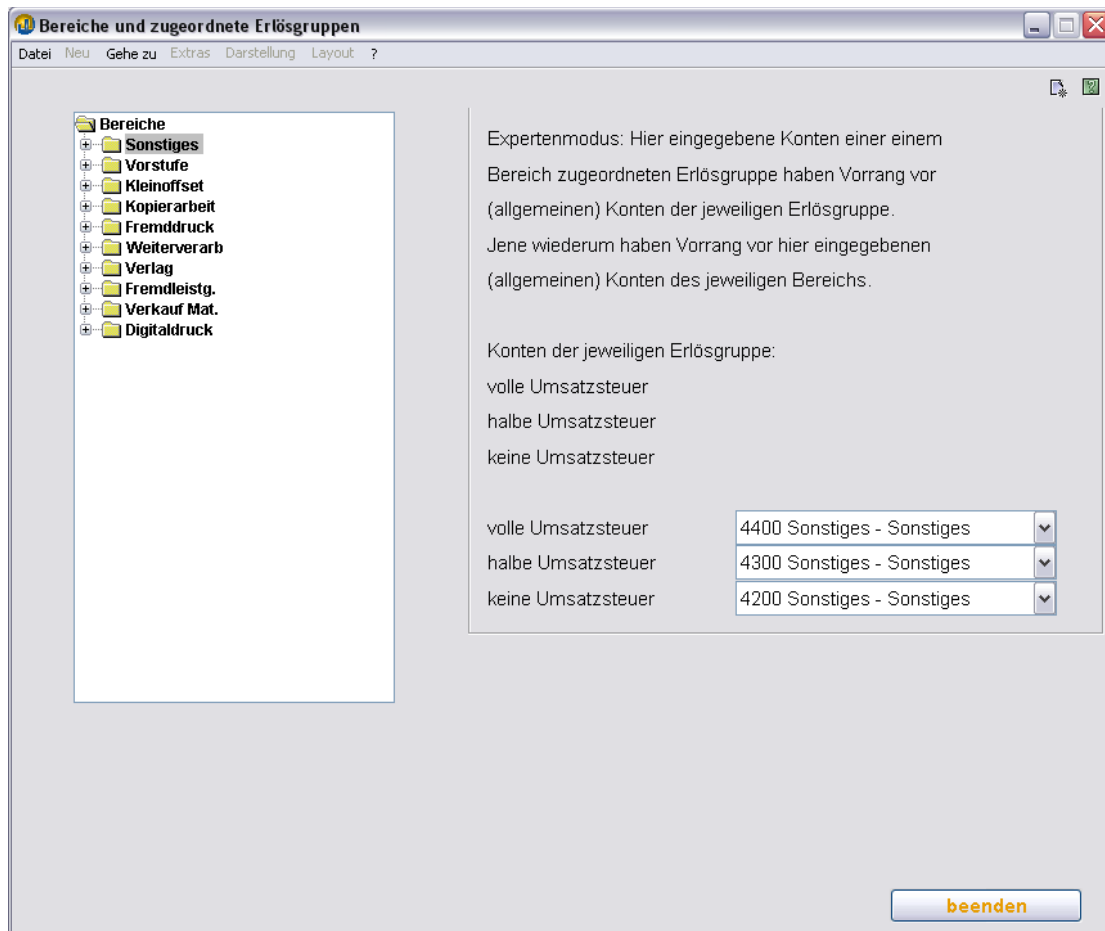 Bereiche und zugeordnete Erlösgruppen
Datei Neu Gehe zu Extras Darstellung Layout ?
Bereiche
Sonstiges
Vorstufe
Kleinoffset
Kopierarbeit
Fremddruck
Weiterverarb
Verlag
Fremdleistg.
Verkauf Mat.
Digitaldruck
Expertenmodus: Hier eingegebene Konten einer einem
Bereich zugeordneten Erlösgruppe haben Vorrang vor
(allgemeinen) Konten der jeweiligen Erlösgruppe.
Jene wiederum haben Vorrang vor hier eingegebenen
(allgemeinen) Konten des jeweiligen Bereichs.
Konten der jeweiligen Erlösgruppe:
volle Umsatzsteuer
halbe Umsatzsteuer
keine Umsatzsteuer
volle Umsatzsteuer 4400 Sonstiges - Sonstiges
halbe Umsatzsteuer 4300 Sonstiges - Sonstiges
keine Umsatzsteuer 4200 Sonstiges - Sonstiges
beenden